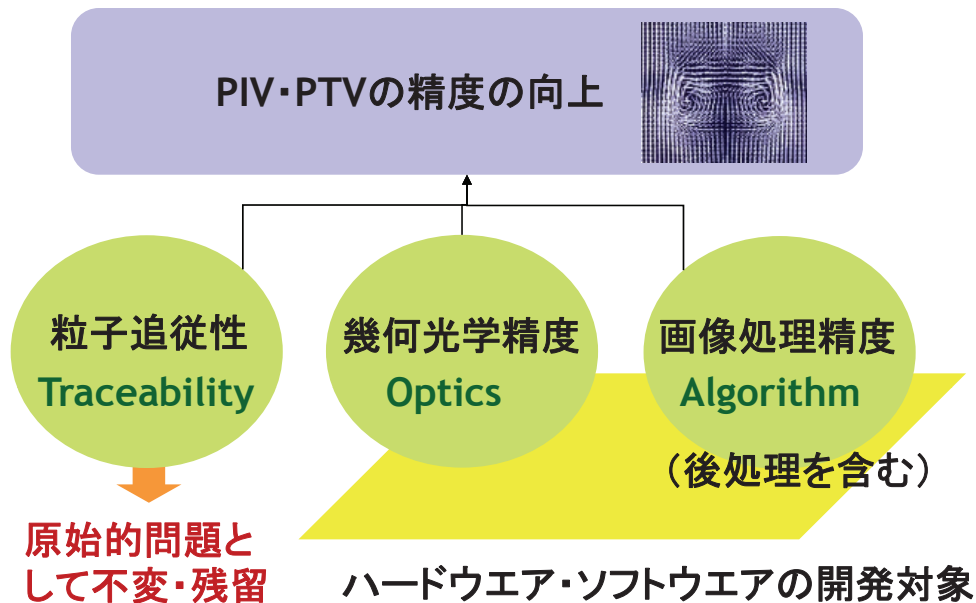 PIV・PTVの精度の向上
粒子追従性
Traceability
幾何光学精度
Optics
画像処理精度
Algorithm
（後処理を含む）
原始的問題と
して不変・残留
ハードウエア・ソフトウエアの開発対象